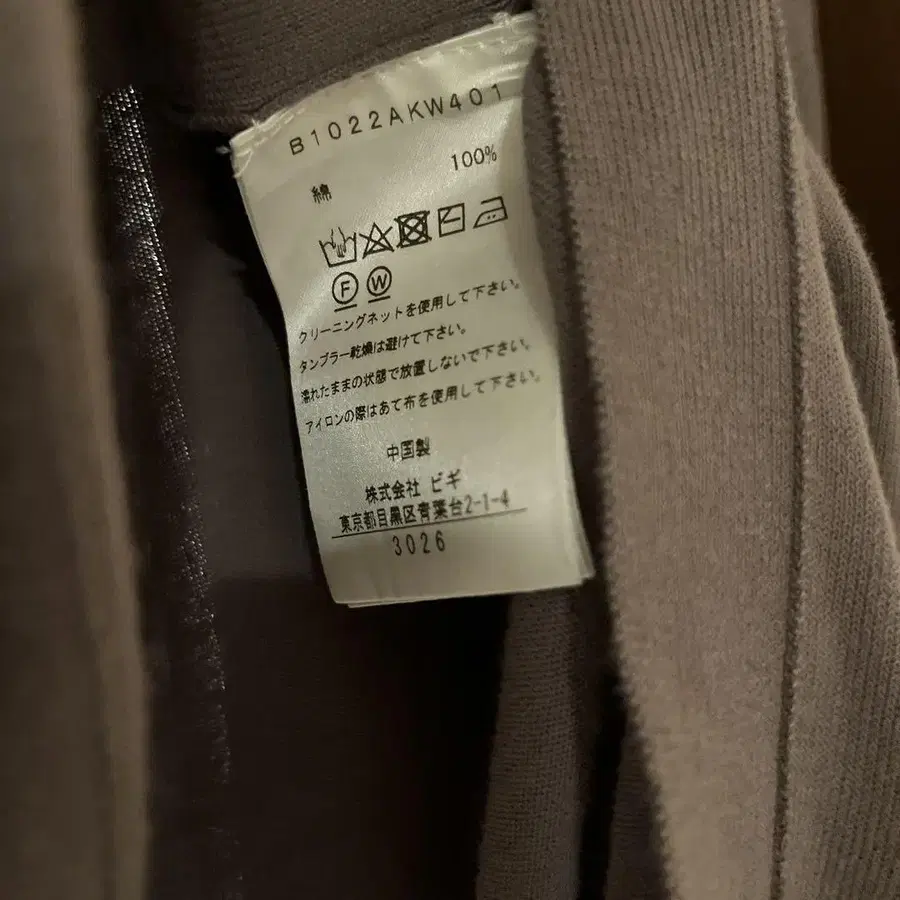 B1022AKW401
綿 100%
F W
クリーニングネットを使用して下さい。
タンブラー乾燥は避けて下さい。
濡れたままの状態で放置しないで下さい。
アイロンの際はあて布を使用して下さい。
中国製
株式会社 ビギ
東京都目黒区青葉台2-1-4
3026